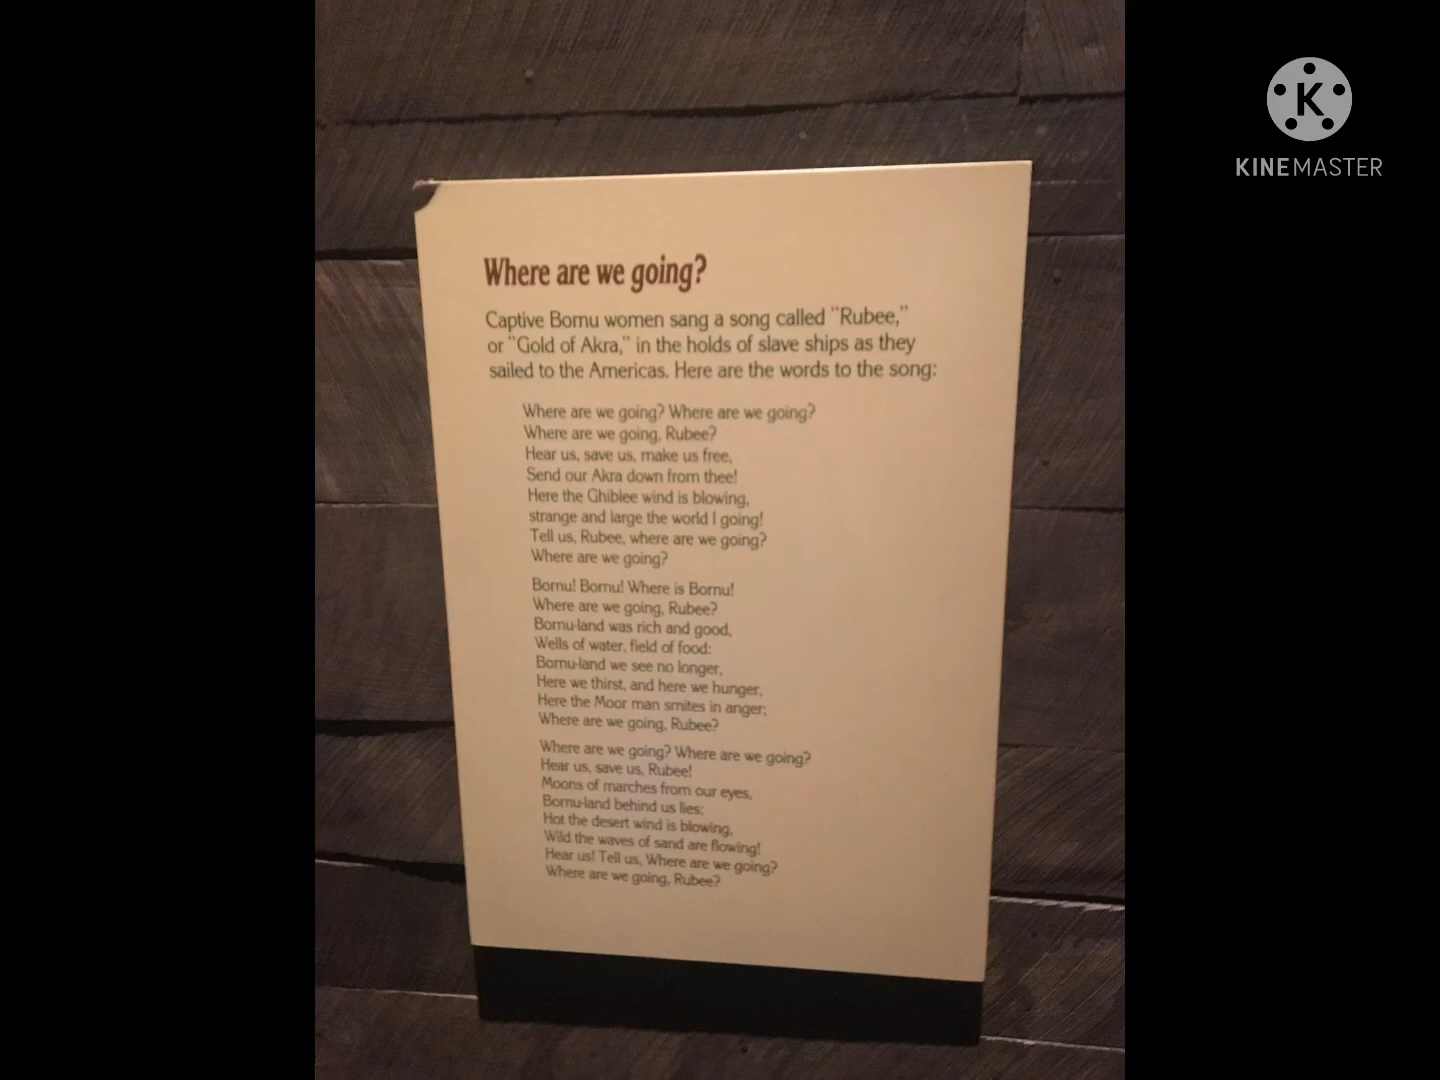 Where are we going?
Captive Bornu women sang a song called "Rubee,"
or "Gold of Akra," in the holds of slave ships as they
sailed to the Americas. Here are the words to the song:
Where are we going? Where are we going?
Where are we going, Rubee?
Hear us, save us, make us free,
Send our Akra down from thee!
Here the Ghiblee wind is blowing,
strange and large the world I going!
Tell us, Rubee, where are we going?
Where are we going?
Bornu! Bornu! Where is Bornu!
Where are we going, Rubee?
Bornu-land was rich and good,
Wells of water, field of food:
Bornu-land we see no longer,
Here we thirst, and here we hunger,
Here the Moor man smites in anger;
Where are we going, Rubee?
Where are we going? Where are we going?
Hear us, save us, Rubee!
Moons of marches from our eyes,
Bornu-land behind us lies;
Hot the desert wind is blowing,
Wild the waves of sand are flowing!
Hear us! Tell us, Where are we going?
Where are we going, Rubee?
K
KINEMASTER